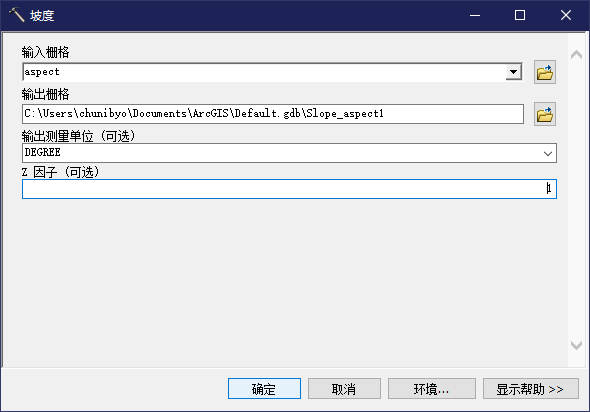 坡度
输入栅格
aspect
输出栅格
C:\Users\chunibyo\Documents\ArcGIS\Default.gdb\Slope_aspect1
输出测量单位 (可选)
DEGREE
Z 因子 (可选)
1
确定 取消 环境... 显示帮助 >>